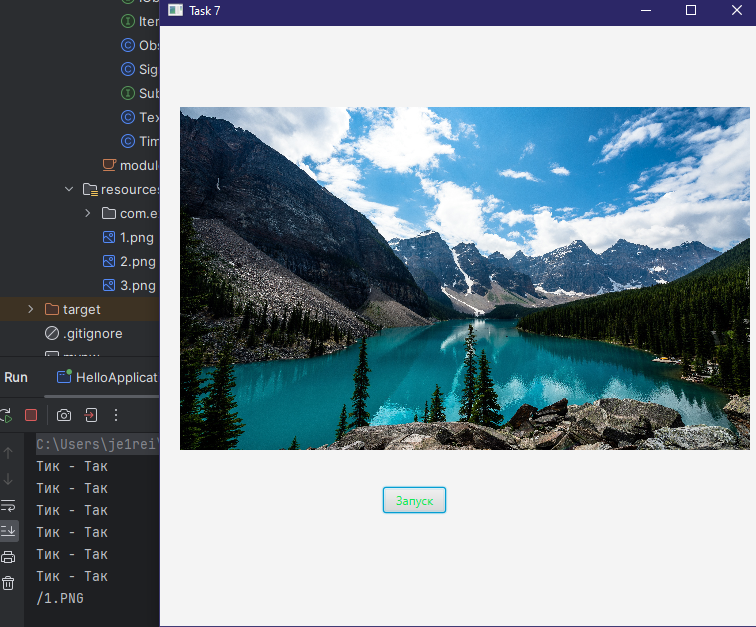 Task 7
Iter
Obs
Sig
Sub
Tex
Tim
modul
resources
com.e
1.png
2.png
3.png
target
.gitignore
Run
HelloApplicat
C:\Users\je1rei\
Тик - Так
Тик - Так
Тик - Так
Тик - Так
Тик - Так
Тик - Так
/1.PNG
Запуск